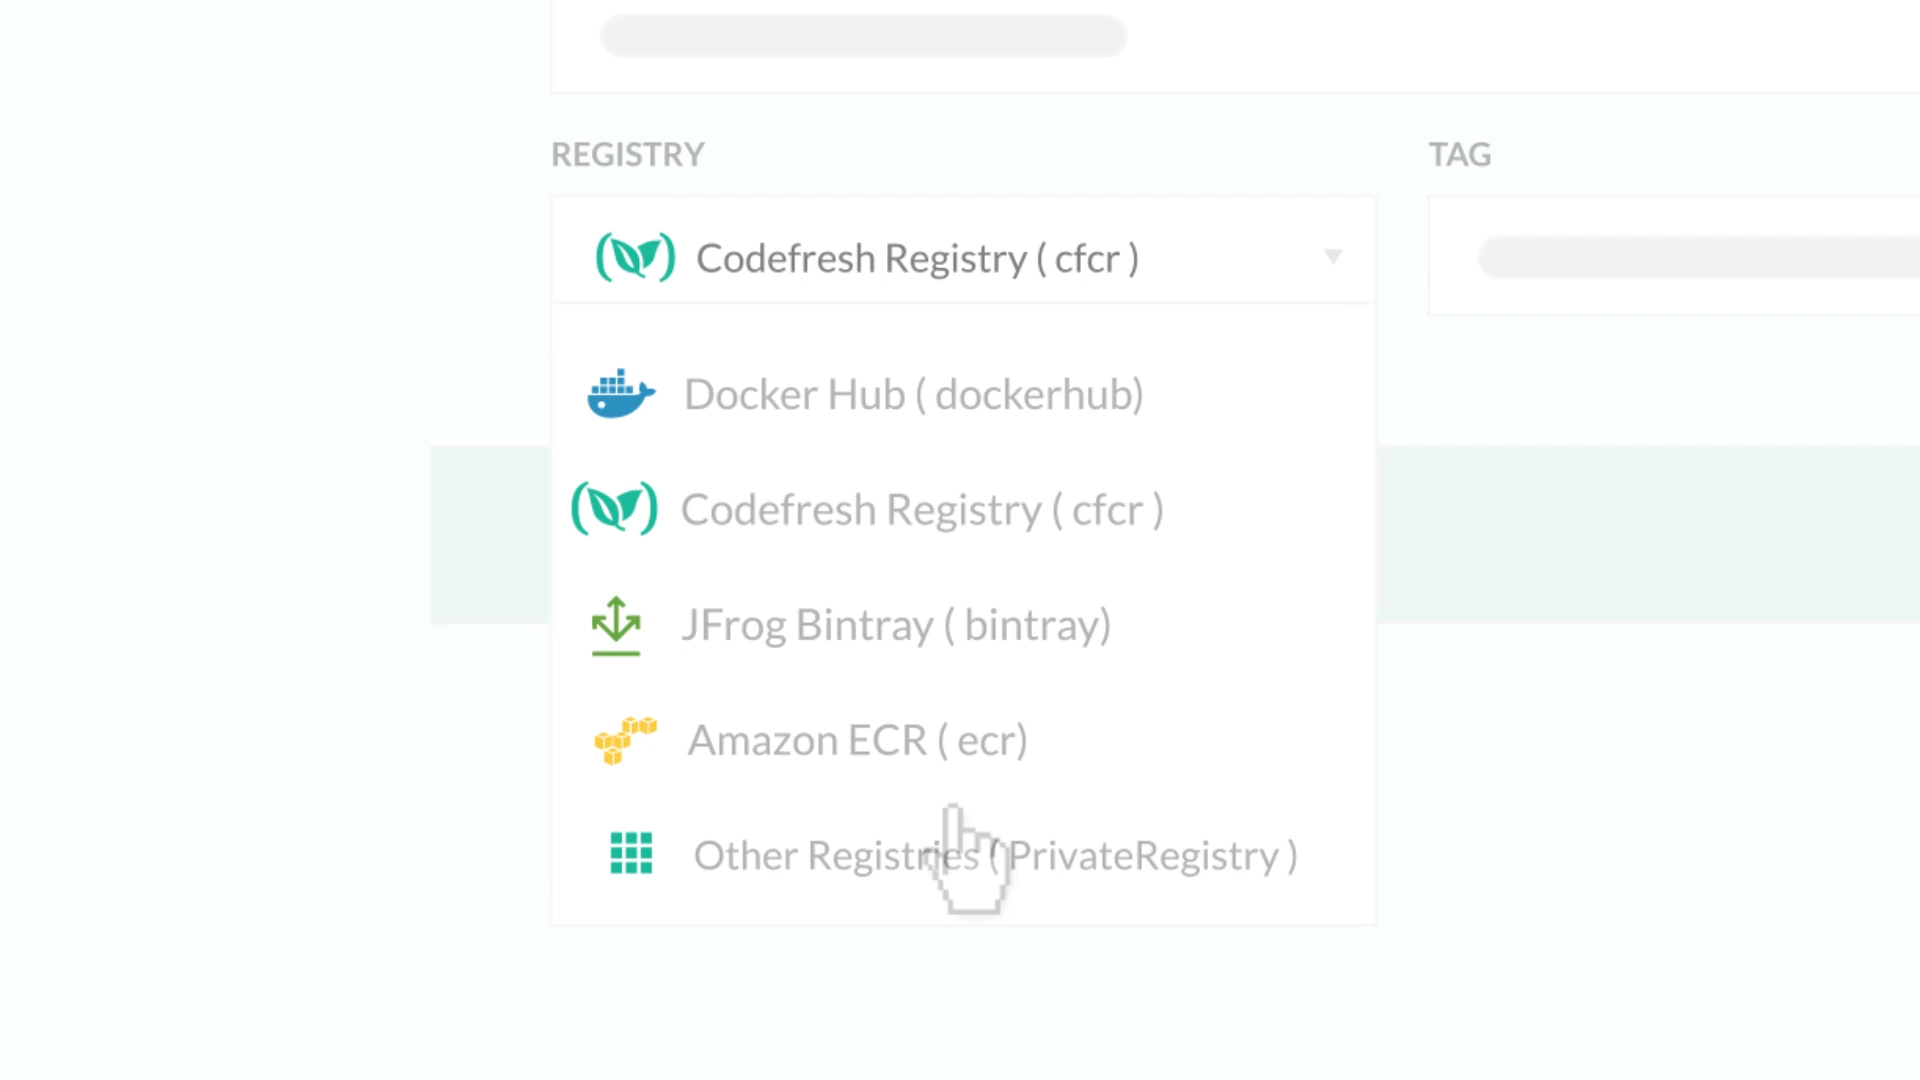 REGISTRY
TAG
Codefresh Registry ( cfcr )
Docker Hub ( dockerhub)
Codefresh Registry ( cfcr )
JFrog Bintray ( bintray)
Amazon ECR ( ecr)
Other Registries ( PrivateRegistry )